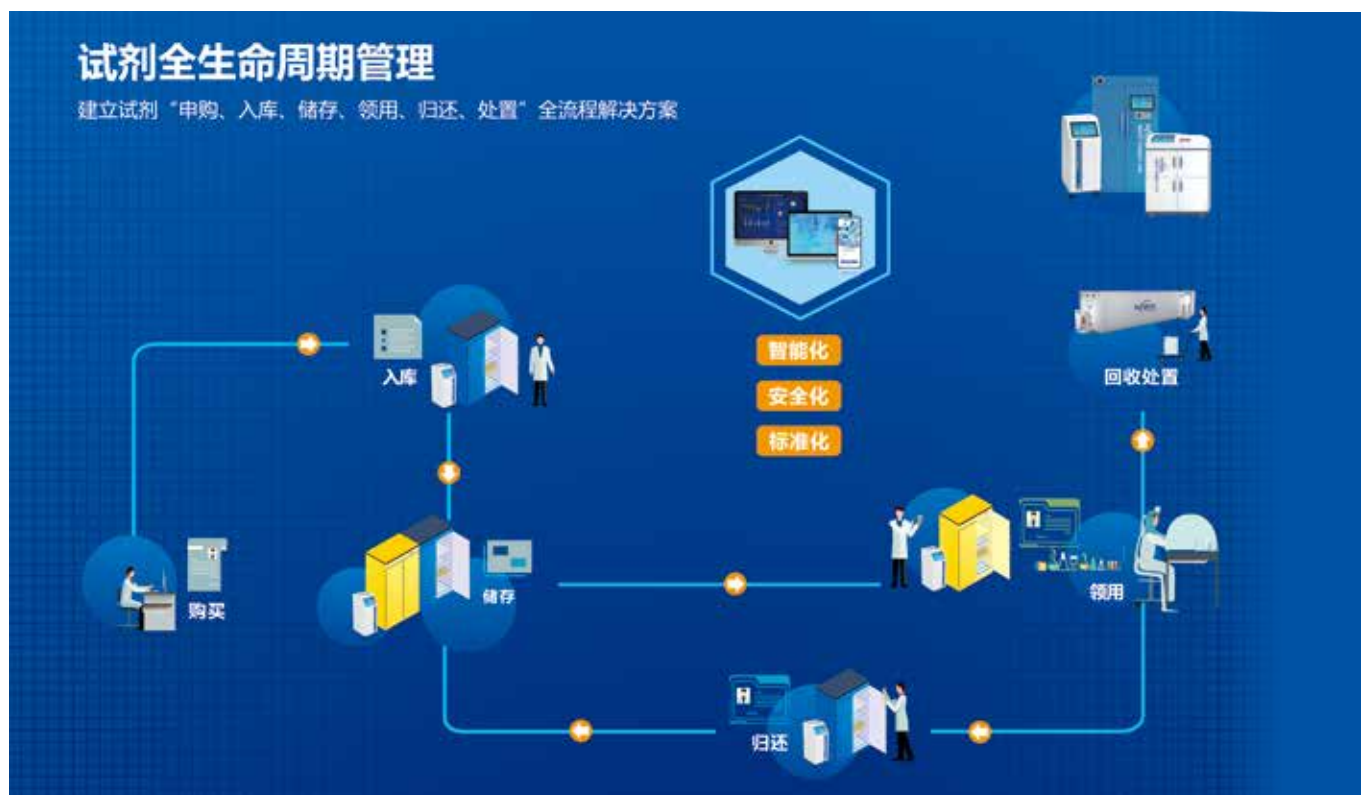 试剂全生命周期管理
建立试剂“申购、入库、储存、领用、归还、处置”全流程解决方案
智能化
安全化
标准化
入库
回收处置
购买
储存
领用
归还